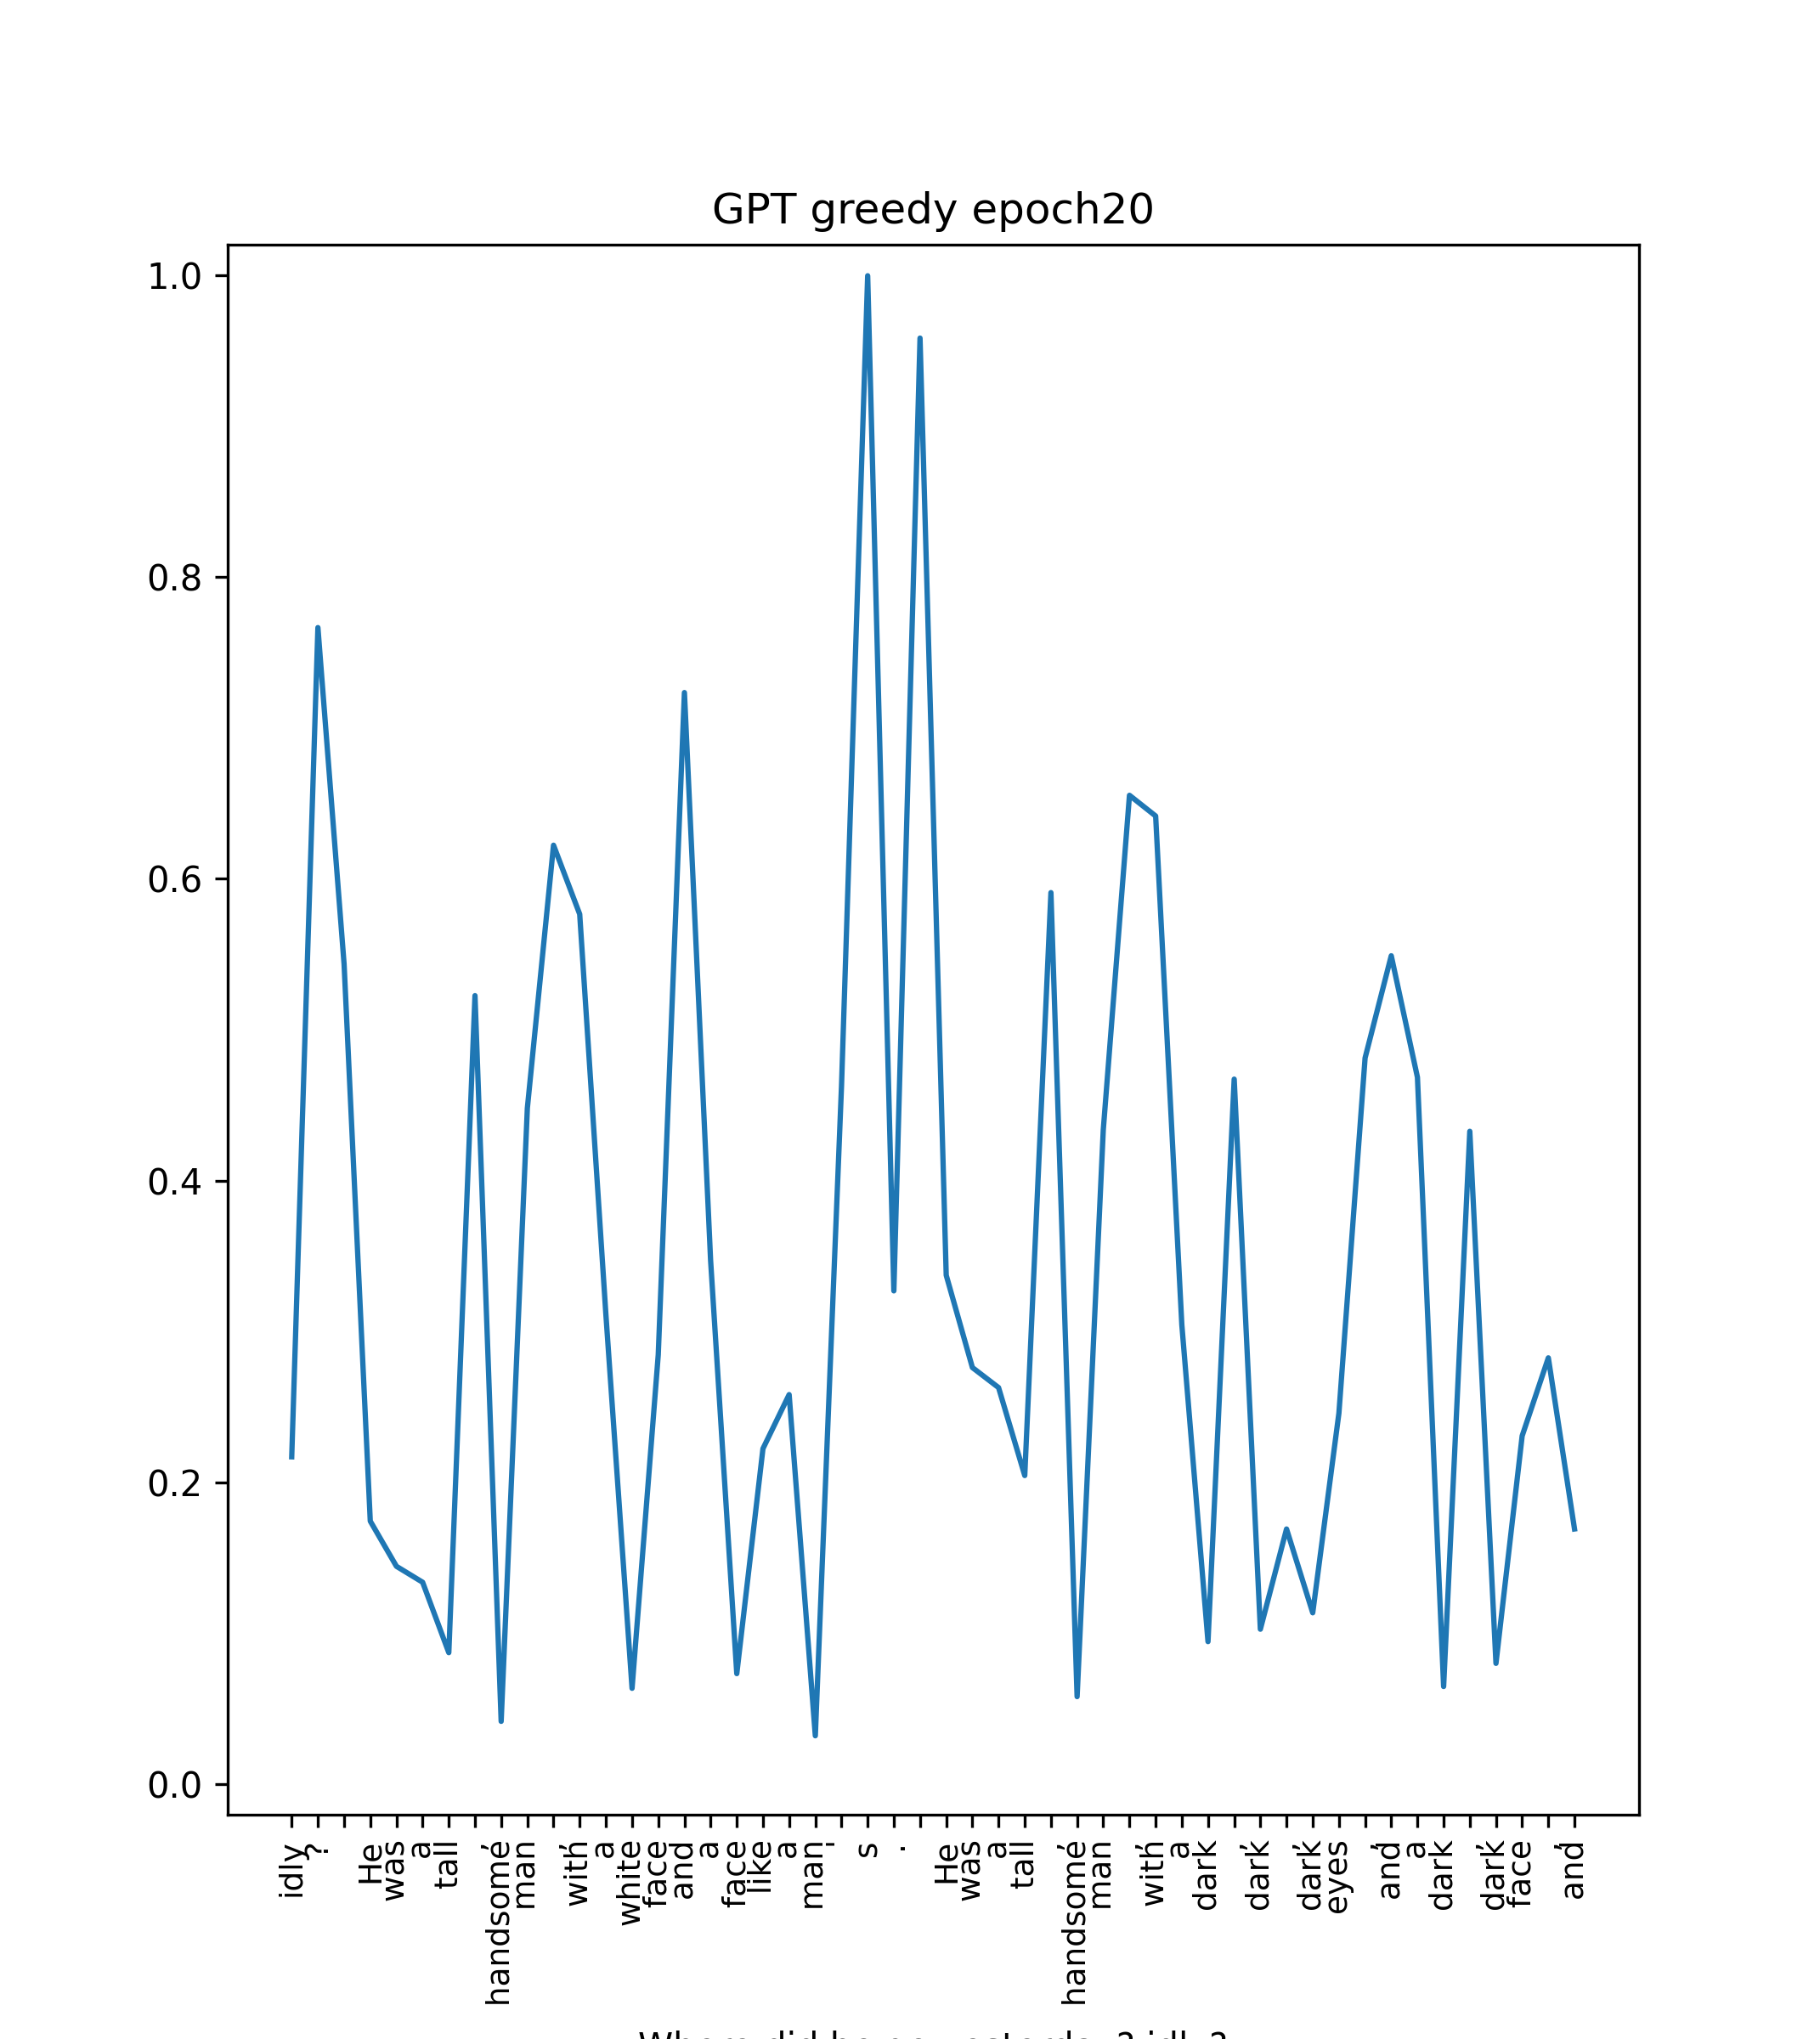 GPT greedy epoch20
1.0
0.8
0.6
0.4
0.2
0.0
idly
?
He
was
a
tall
,
handsome
man
,
with
a
white
face
and
a
face
like
a
man
'
s
.
He
was
a
tall
,
handsome
man
,
with
a
dark
,
dark
,
dark
eyes
,
and
a
dark
,
dark
face
,
and